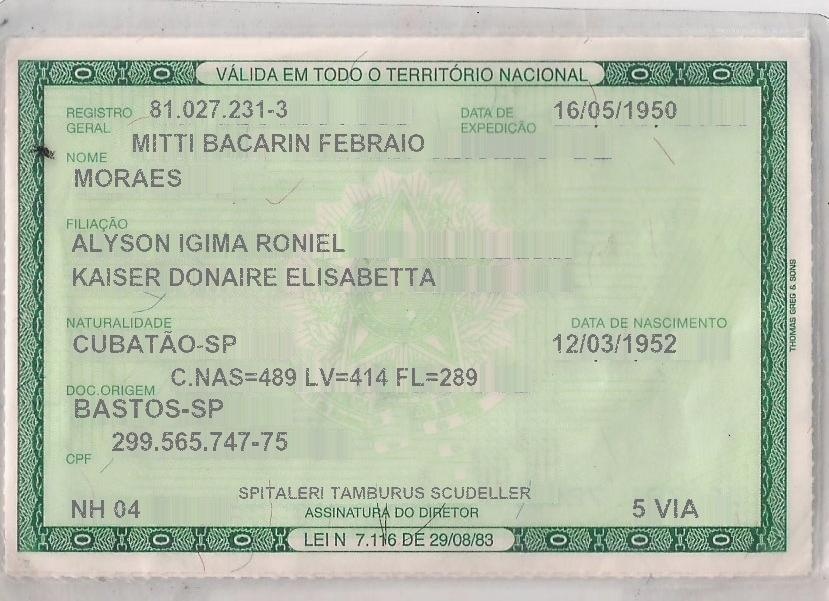 VÁLIDA EM TODO O TERRITÓRIO NACIONAL
REGISTRO GERAL 81.027.231-3 DATA DE EXPEDIÇÃO 16/05/1950
NOME MITTI BACARIN FEBRAIO
MORAES
FILIAÇÃO
ALYSON IGIMA RONIEL
KAISER DONAIRE ELISABETTA
NATURALIDADE DATA DE NASCIMENTO
CUBATÃO-SP 12/03/1952
DOC.ORIGEM C.NAS=489 LV=414 FL=289
BASTOS-SP
CPF 299.565.747-75
SPITALERI TAMBURUS SCUDELLER
NH 04 ASSINATURA DO DIRETOR 5 VIA
LEI N 7.116 DE 29/08/83
THOMAS GREG & SONS